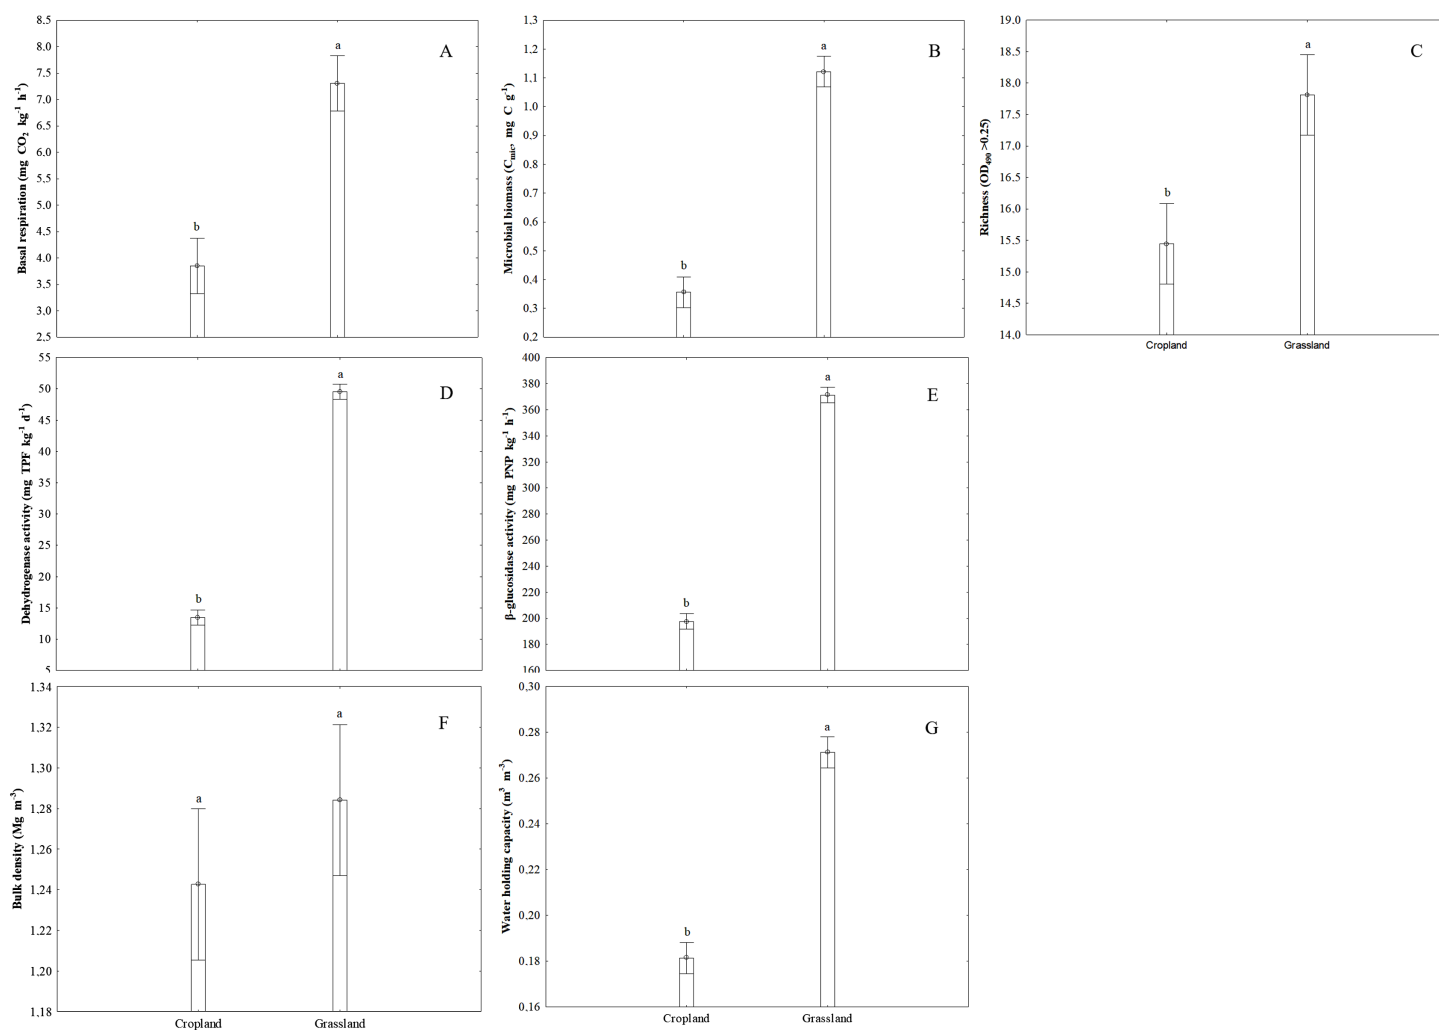 Basal respiration (mg CO₂ kg⁻¹ h⁻¹)
8.5
8.0
7.5
7.0
6.5
6.0
5.5
5.0
4.5
4.0
3.5
3.0
2.5
b
a
A
Microbial biomass (Cmic, mg C g⁻¹)
1,3
1.2
1.1
1.0
0.9
0.8
0.7
0.6
0.5
0.4
0.3
0.2
b
a
B
Richness (OD₄₉₀ >0.25)
19.0
18.5
18.0
17.5
17.0
16.5
16.0
15.5
15.0
14.5
14.0
b
a
C
Cropland
Grassland
Dehydrogenase activity (mg TPF kg⁻¹ d⁻¹)
55
50
45
40
35
30
25
20
15
10
5
b
a
D
β-glucosidase activity (mg PNP kg⁻¹ h⁻¹)
400
380
360
340
320
300
280
260
240
220
200
180
160
b
a
E
Bulk density (Mg m⁻³)
1,34
1,32
1,30
1,28
1,26
1,24
1,22
1,20
1,18
a
a
F
Cropland
Grassland
Water holding capacity (m³ m⁻³)
0,30
0,28
0,26
0,24
0,22
0,20
0,18
0,16
b
a
G
Cropland
Grassland